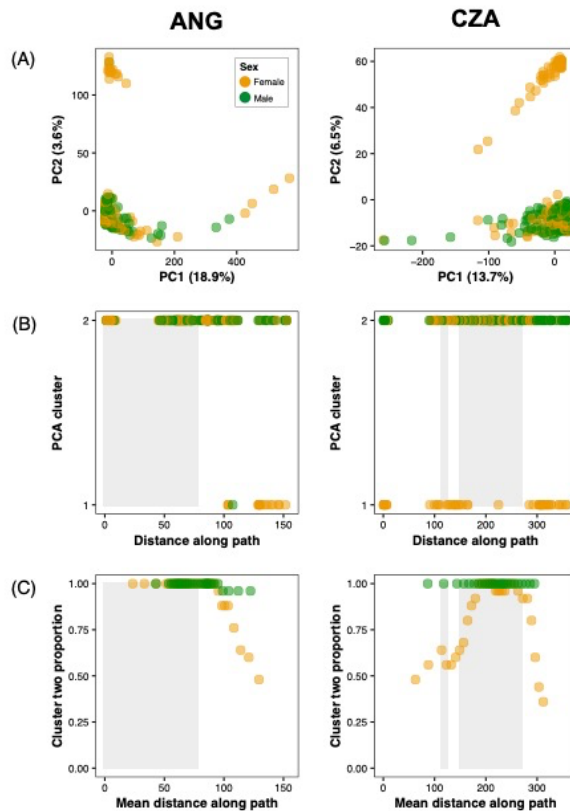 ANG CZA
(A)
Sex
Female
Male
PC2 (3.6%)
100
50
0
0 200 400
PC1 (18.9%)
PC2 (6.5%)
60
40
20
0
−20
−200 −100 0
PC1 (13.7%)
(B)
PCA cluster
2
1
0 50 100 150
Distance along path
PCA cluster
2
1
0 100 200 300
Distance along path
(C)
Cluster two proportion
1.00
0.75
0.50
0.25
0.00
0 50 100 150
Mean distance along path
Cluster two proportion
1.00
0.75
0.50
0.25
0.00
0 100 200 300
Mean distance along path